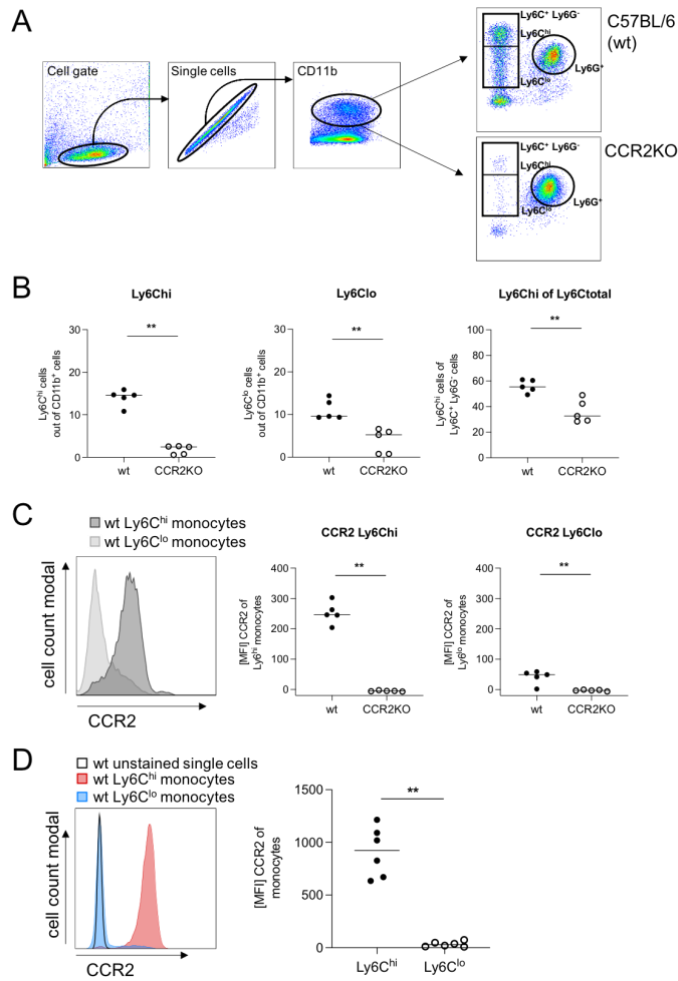 A
Cell gate
Single cells
CD11b
Ly6C⁺ Ly6G⁻
Ly6Cʰⁱ
Ly6Cˡᵒ
Ly6G⁺
C57BL/6
(wt)
Ly6C⁺ Ly6G⁻
Ly6Cʰⁱ
Ly6Cˡᵒ
Ly6G⁺
CCR2KO
B
Ly6Chi
Ly6Chi cells
out of CD11b⁺ cells
30
20
10
0
**
wt
CCR2KO
Ly6Clo
Ly6Cˡᵒ cells
out of CD11b⁺ cells
30
20
10
0
**
wt
CCR2KO
Ly6Chi of Ly6Ctotal
Ly6Cʰⁱ cells of
Ly6C⁺ Ly6G⁻ cells
100
80
60
40
20
0
**
wt
CCR2KO
C
wt Ly6Cʰⁱ monocytes
wt Ly6Cˡᵒ monocytes
cell count modal
CCR2
CCR2 Ly6Chi
[MFI] CCR2 of
Ly6ʰⁱ monocytes
400
300
200
100
0
**
wt
CCR2KO
CCR2 Ly6Clo
[MFI] CCR2 of
Ly6ˡᵒ monocytes
400
300
200
100
0
**
wt
CCR2KO
D
wt unstained single cells
wt Ly6Cʰⁱ monocytes
wt Ly6Cˡᵒ monocytes
cell count modal
CCR2
[MFI] CCR2 of
monocytes
1500
1000
500
0
**
Ly6Cʰⁱ
Ly6Cˡᵒ